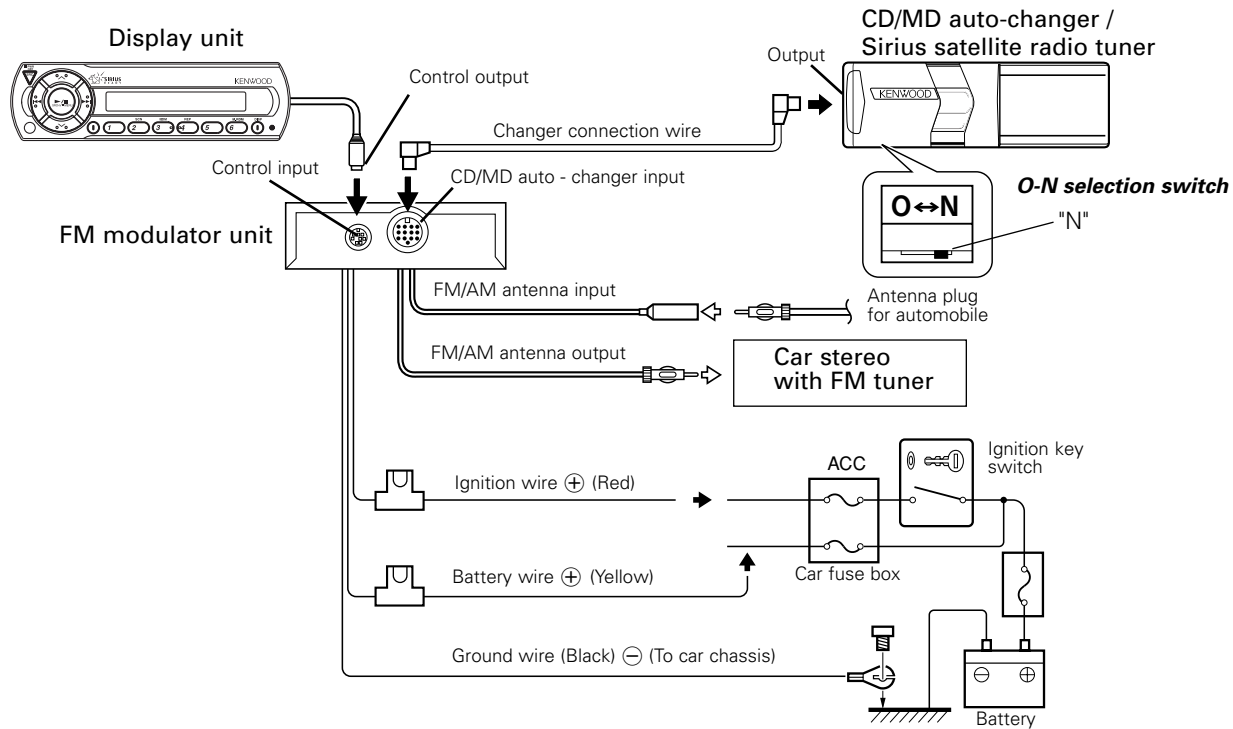 Display unit
CD/MD auto-changer /
Sirius satellite radio tuner
Output
Control output
SIRIUS
KENWOOD
KENWOOD
1 2 3 4 5 6
Changer connection wire
Control input
CD/MD auto - changer input
O-N selection switch
O↔N
"N"
FM modulator unit
FM/AM antenna input
Antenna plug
for automobile
FM/AM antenna output
Car stereo
with FM tuner
Ignition key
switch
ACC
Ignition wire ⊕ (Red)
Car fuse box
Battery wire ⊕ (Yellow)
Ground wire (Black) ⊖ (To car chassis)
⊖ ⊕
Battery